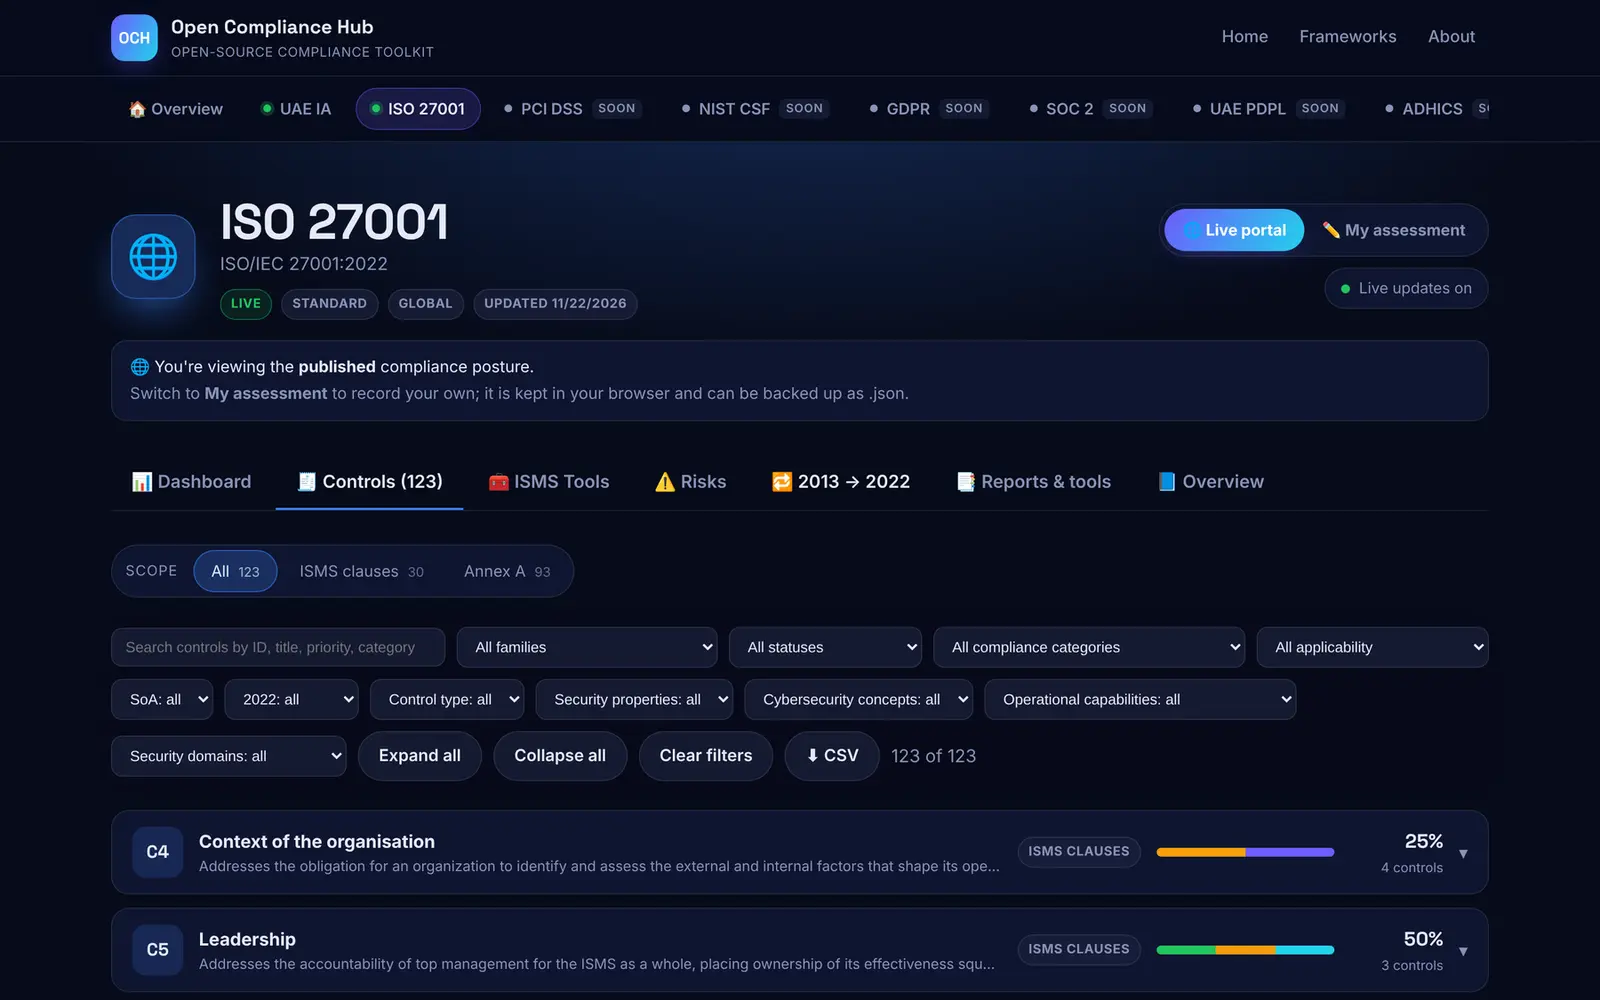 OCH
Open Compliance Hub
OPEN-SOURCE COMPLIANCE TOOLKIT
Home Frameworks About
Overview UAE IA ISO 27001 PCI DSS SOON NIST CSF SOON GDPR SOON SOC 2 SOON UAE PDPL SOON ADHICS
ISO 27001
ISO/IEC 27001:2022
LIVE STANDARD GLOBAL UPDATED 11/22/2026
Live portal My assessment
Live updates on
You're viewing the published compliance posture.
Switch to My assessment to record your own; it is kept in your browser and can be backed up as .json.
Dashboard Controls (123) ISMS Tools Risks 2013 → 2022 Reports & tools Overview
SCOPE All 123 ISMS clauses 30 Annex A 93
Search controls by ID, title, priority, category All families All statuses All compliance categories All applicability
SoA: all 2022: all Control type: all Security properties: all Cybersecurity concepts: all Operational capabilities: all
Security domains: all Expand all Collapse all Clear filters ⬇ CSV 123 of 123
C4 Context of the organisation ISMS CLAUSES 25%
Addresses the obligation for an organization to identify and assess the external and internal factors that shape its ope... 4 controls
C5 Leadership ISMS CLAUSES 50%
Addresses the accountability of top management for the ISMS as a whole, placing ownership of its effectiveness squ... 3 controls